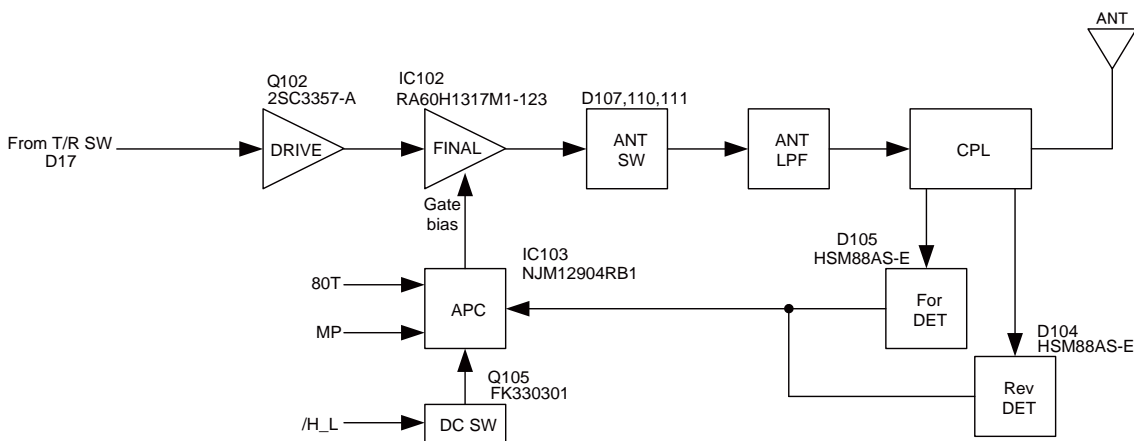 ANT
Q102
2SC3357-A
IC102
RA60H1317M1-123
D107,110,111
From T/R SW
D17
DRIVE
FINAL
ANT
SW
ANT
LPF
CPL
Gate
bias
D105
HSM88AS-E
IC103
NJM12904RB1
80T
MP
APC
For
DET
D104
HSM88AS-E
Q105
FK330301
/H_L
DC SW
Rev
DET